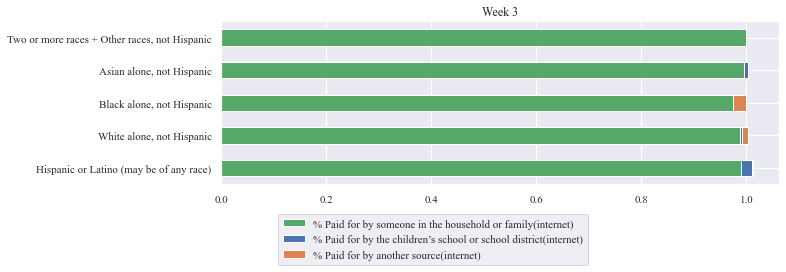 Week 3
Two or more races + Other races, not Hispanic
Asian alone, not Hispanic
Black alone, not Hispanic
White alone, not Hispanic
Hispanic or Latino (may be of any race)
0.0 0.2 0.4 0.6 0.8 1.0
% Paid for by someone in the household or family(internet)
% Paid for by the children’s school or school district(internet)
% Paid for by another source(internet)